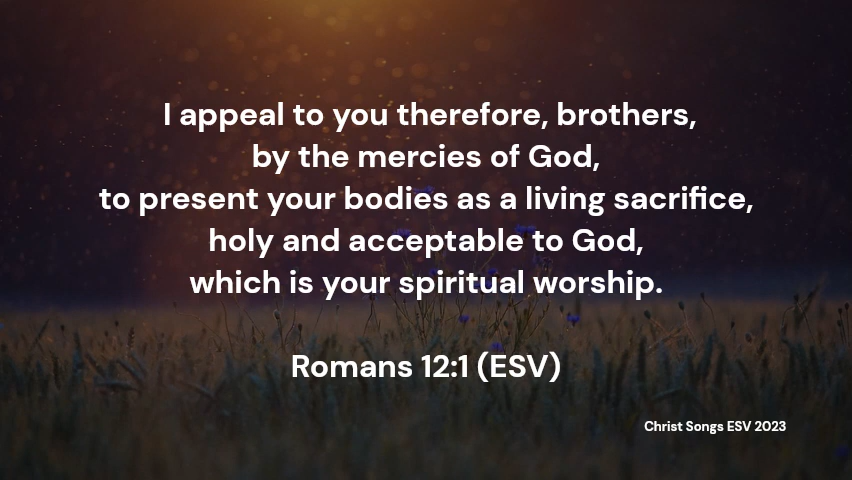 I appeal to you therefore, brothers,
by the mercies of God,
to present your bodies as a living sacrifice,
holy and acceptable to God,
which is your spiritual worship.
Romans 12:1 (ESV)
Christ Songs ESV 2023